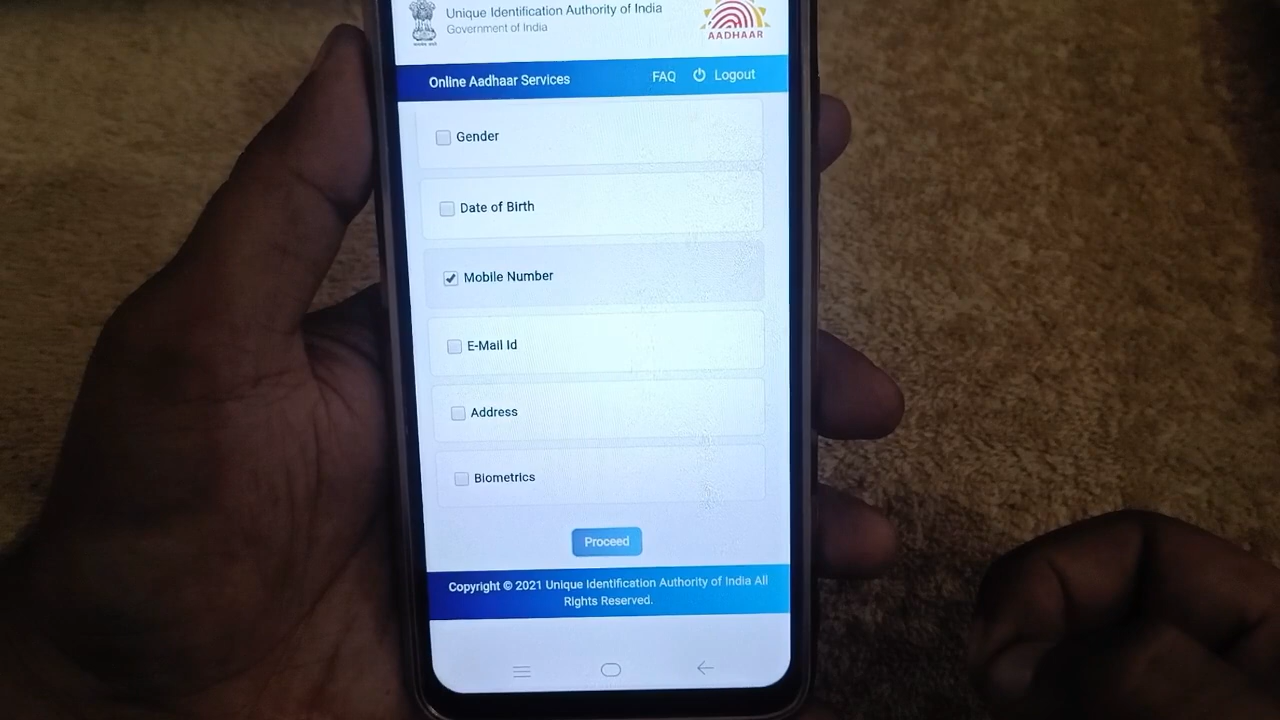 Unique Identification Authority of India
Government of India
AADHAAR
Online Aadhaar Services FAQ Logout
Gender
Date of Birth
Mobile Number
E-Mail Id
Address
Biometrics
Proceed
Copyright © 2021 Unique Identification Authority of India All
Rights Reserved.